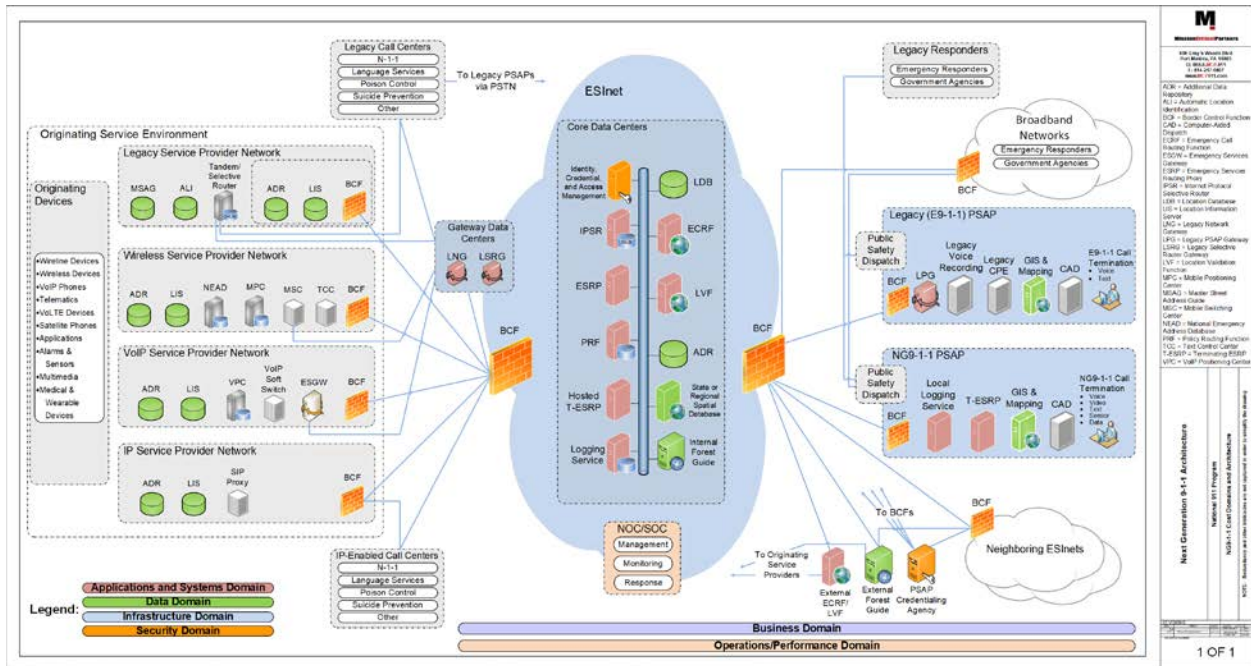 Legacy Call Centers
N-1-1
Language Services
Poison Control
Suicide Prevention
Other
To Legacy PSAPs
via PSTN
Originating Service Environment
Originating
Devices
•Wireline Devices
•Wireless Devices
•VoIP Phones
•Telematics
•VoLTE Devices
•Satellite Phones
•Applications
•Alarms &
Sensors
•Multimedia
•Medical &
Wearable
Devices
Legacy Service Provider Network
MSAG
ALI
Tandem/
Selective
Router
ADR
LIS
BCF
Wireless Service Provider Network
ADR
LIS
NEAD
MPC
MSC
TCC
BCF
VoIP Service Provider Network
ADR
LIS
VPC
VoIP
Soft
Switch
ESGW
BCF
IP Service Provider Network
ADR
LIS
SIP
Proxy
BCF
IP-Enabled Call Centers
N-1-1
Language Services
Poison Control
Suicide Prevention
Other
Gateway Data
Centers
LNG
LSRG
BCF
ESInet
Core Data Centers
Identity,
Credential,
and Access
Management
LDB
IPSR
ECRF
ESRP
LVF
PRF
ADR
Hosted
T-ESRP
State or
Regional
Spatial
Database
Logging
Service
Internal
Forest
Guide
NOC/SOC
Management
Monitoring
Response
BCF
Legacy Responders
Emergency Responders
Government Agencies
Broadband
Networks
Emergency Responders
Government Agencies
BCF
Legacy (E9-1-1) PSAP
Public
Safety
Dispatch
BCF
LPG
Legacy
Voice
Recording
Legacy
CPE
GIS &
Mapping
CAD
E9-1-1 Call
Termination
• Voice
• Text
NG9-1-1 PSAP
Public
Safety
Dispatch
BCF
Local
Logging
Service
T-ESRP
GIS &
Mapping
CAD
NG9-1-1 Call
Termination
• Voice
• Video
• Text
• Sensor
• Data
To BCFs
BCF
Neighboring ESInets
To Originating
Service
Providers
External
ECRF/
LVF
External
Forest
Guide
PSAP
Credentialing
Agency
Legend:
Applications and Systems Domain
Data Domain
Infrastructure Domain
Security Domain
Business Domain
Operations/Performance Domain
MissionCriticalPartners
ADR = Additional Data
Repository
ALI = Automatic Location
Identification
BCF = Border Control Function
CAD = Computer-Aided
Dispatch
ECRF = Emergency Call
Routing Function
ESGW = Emergency Services
Gateway
ESRP = Emergency Services
Routing Proxy
IPSR = Internet Protocol
Selective Router
LDB = Location Database
LIS = Location Information
Server
LNG = Legacy Network
Gateway
LPG = Legacy PSAP Gateway
LSRG = Legacy Selective
Router Gateway
LVF = Location Validation
Function
MPC = Mobile Positioning
Center
MSAG = Master Street
Address Guide
MSC = Mobile Switching
Center
NEAD = National Emergency
Address Database
PRF = Policy Routing Function
TCC = Text Control Center
T-ESRP = Terminating ESRP
VPC = VoIP Positioning Center
Next Generation 9-1-1 Architecture
National 911 Program
NG9-1-1 Cost Domains and Architecture
1 OF 1